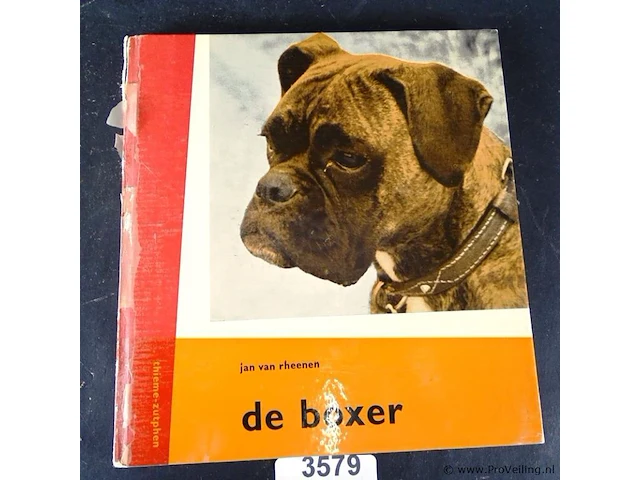 jan van rheenen
de boxer
thieme-zutphen
3579
© www.ProVeiling.nl